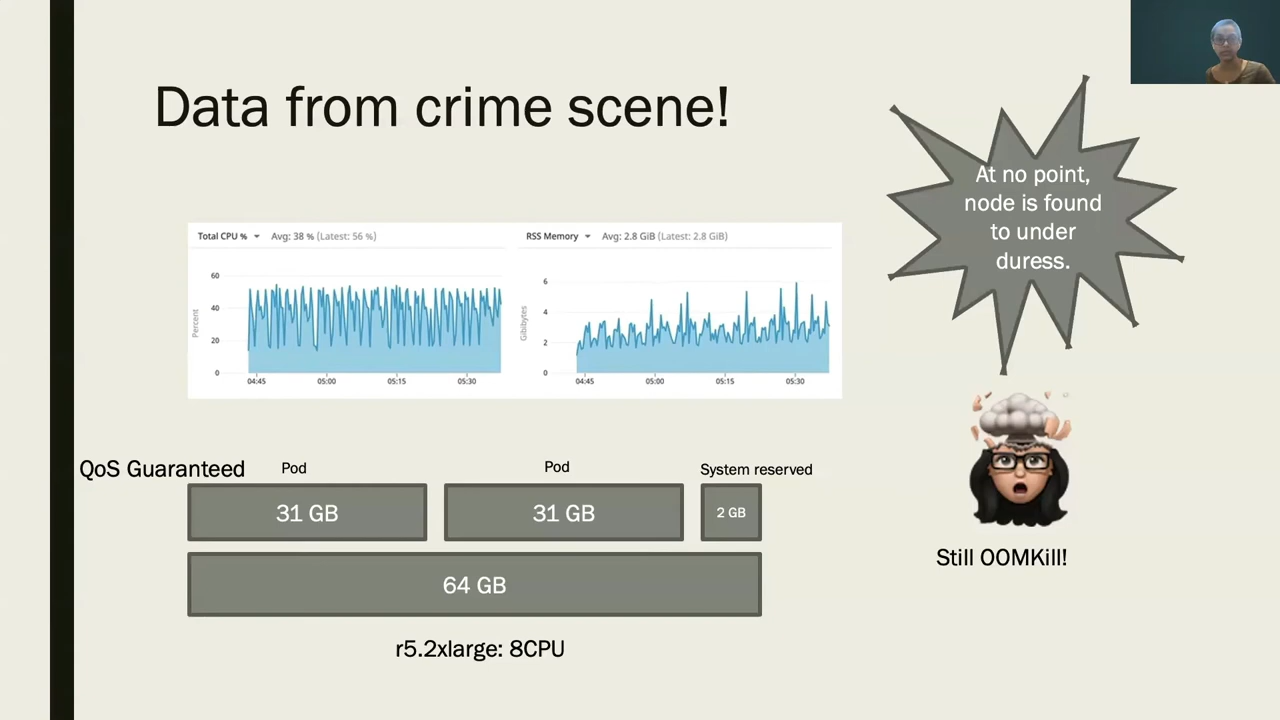 Data from crime scene!
At no point,
node is found
to under
duress.
Total CPU % Avg: 38 % (Latest: 56 %)
60
40
20
0
Percent
04:45 05:00 05:15 05:30
RSS Memory Avg: 2.8 GiB (Latest: 2.8 GiB)
6
4
2
0
Gibibytes
04:45 05:00 05:15 05:30
QoS Guaranteed
Pod
Pod
System reserved
31 GB
31 GB
2 GB
64 GB
r5.2xlarge: 8CPU
Still OOMKill!